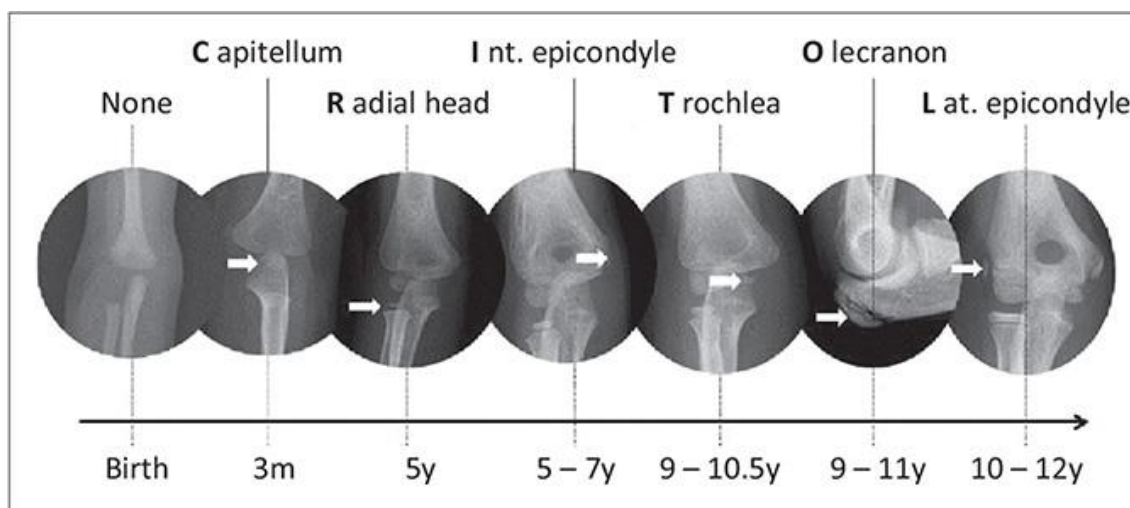 C apitellum I nt. epicondyle O lecranon
None R adial head T rochlea L at. epicondyle
Birth 3m 5y 5 – 7y 9 – 10.5y 9 – 11y 10 – 12y